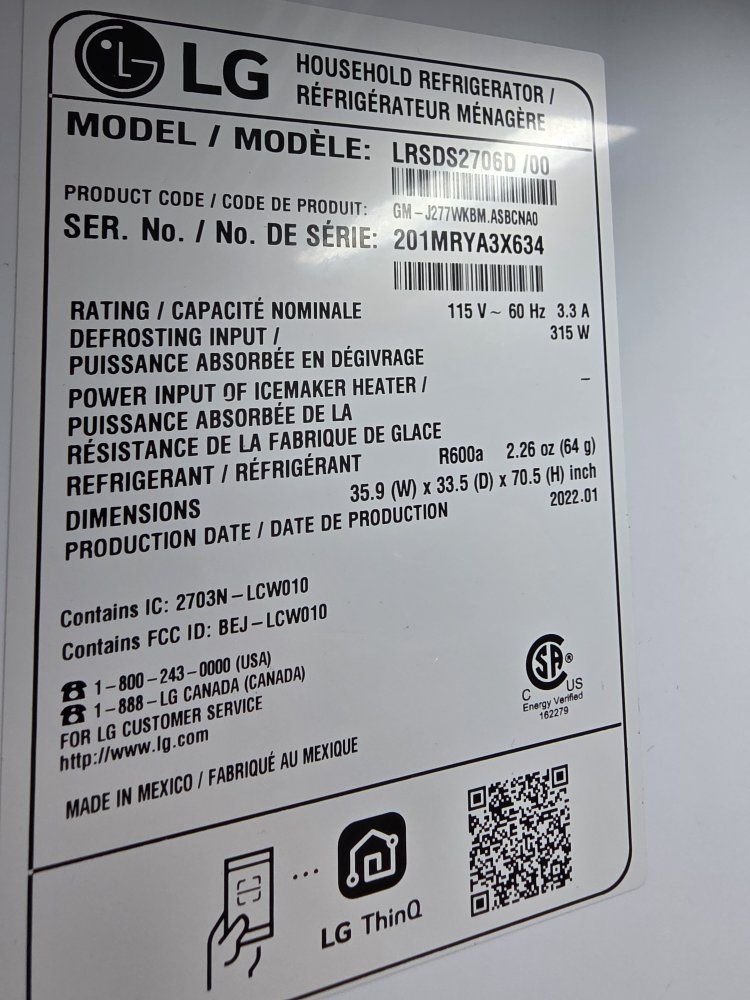 LG HOUSEHOLD REFRIGERATOR /
RÉFRIGÉRATEUR MÉNAGÈRE
MODEL / MODÈLE: LRSDS2706D /00
PRODUCT CODE / CODE DE PRODUIT: GM-J277WKBM.ASBCNA0
SER. No. / No. DE SÉRIE: 201MRYA3X634
RATING / CAPACITÉ NOMINALE 115 V ~ 60 Hz 3.3 A
DEFROSTING INPUT / 315 W
PUISSANCE ABSORBÉE EN DÉGIVRAGE
POWER INPUT OF ICEMAKER HEATER / –
PUISSANCE ABSORBÉE DE LA
RÉSISTANCE DE LA FABRIQUE DE GLACE
REFRIGERANT / RÉFRIGÉRANT R600a 2.26 oz (64 g)
DIMENSIONS 35.9 (W) x 33.5 (D) x 70.5 (H) inch
PRODUCTION DATE / DATE DE PRODUCTION 2022.01
Contains IC: 2703N-LCW010
Contains FCC ID: BEJ-LCW010
1-800-243-0000 (USA)
1-888-LG CANADA (CANADA)
FOR LG CUSTOMER SERVICE
http://www.lg.com
SA®
C US
Energy Verified
162279
MADE IN MEXICO / FABRIQUÉ AU MEXIQUE
LG ThinQ